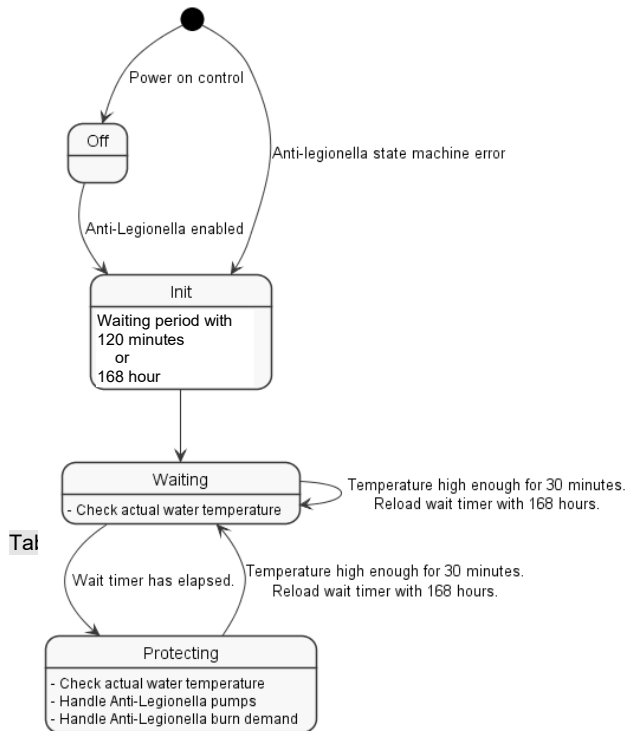 Power on control
Off
Anti-legionella state machine error
Anti-Legionella enabled
Init
Waiting period with
120 minutes
or
168 hour
Waiting
- Check actual water temperature
Temperature high enough for 30 minutes.
Reload wait timer with 168 hours.
Tab
Wait timer has elapsed.
Temperature high enough for 30 minutes.
Reload wait timer with 168 hours.
Protecting
- Check actual water temperature
- Handle Anti-Legionella pumps
- Handle Anti-Legionella burn demand